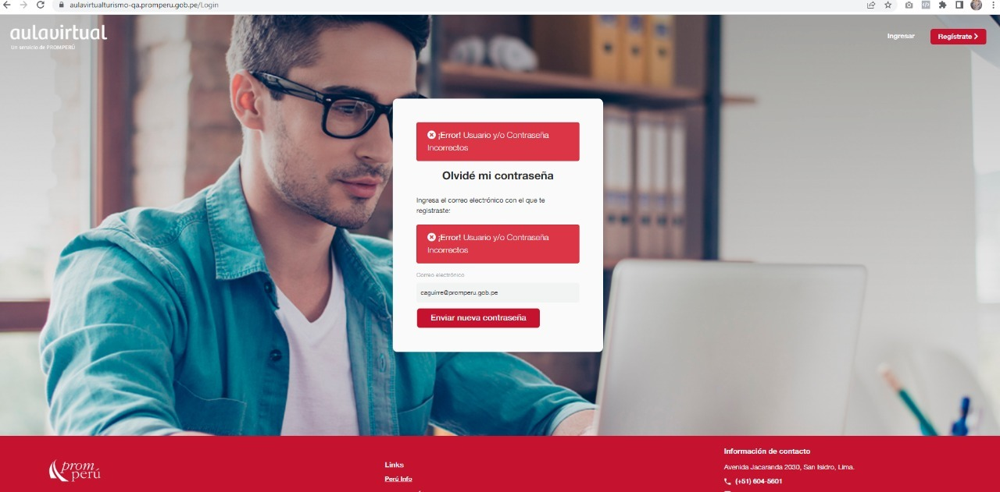 aulavirtualturismo-qa.promperu.gob.pe/Login
aulavirtual
Un servicio de PROMPERÚ
Ingresar
Regístrate
¡Error! Usuario y/o Contraseña
Incorrectos
Olvidé mi contraseña
Ingresa el correo electrónico con el que te
registraste:
¡Error! Usuario y/o Contraseña
Incorrectos
Correo electrónico
caguirre@promperu.gob.pe
Enviar nueva contraseña
prom
perú
Links
Perú Info
Información de contacto
Avenida Jacaranda 2030, San Isidro, Lima.
(+51) 604-5601